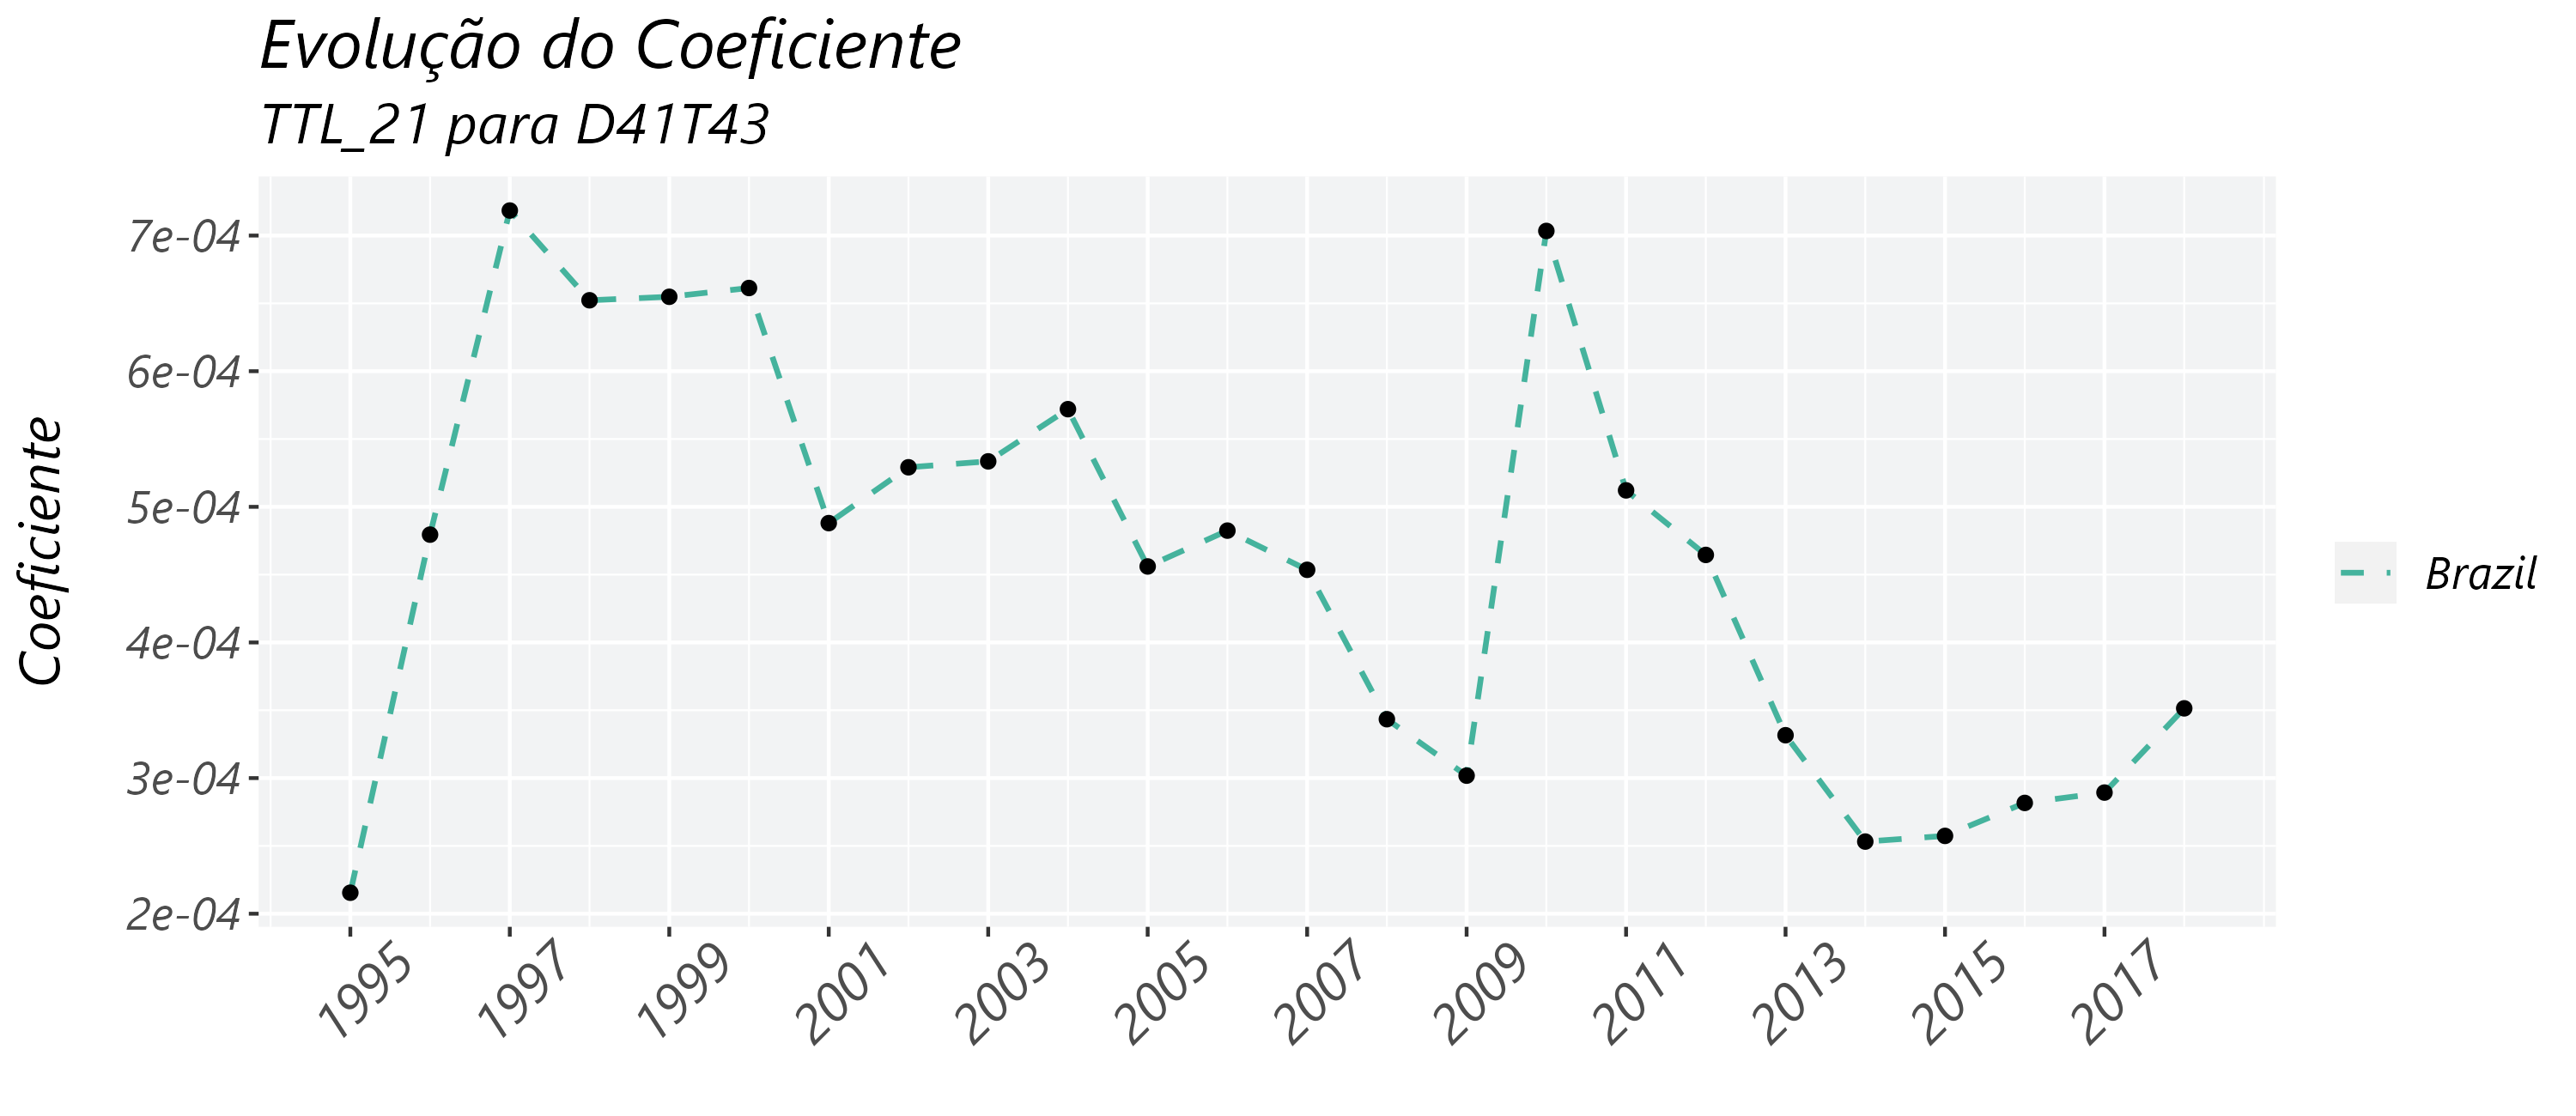 Evolução do Coeficiente
TTL_21 para D41T43
Coeficiente
7e-04
6e-04
5e-04
4e-04
3e-04
2e-04
1995
1997
1999
2001
2003
2005
2007
2009
2011
2013
2015
2017
Brazil